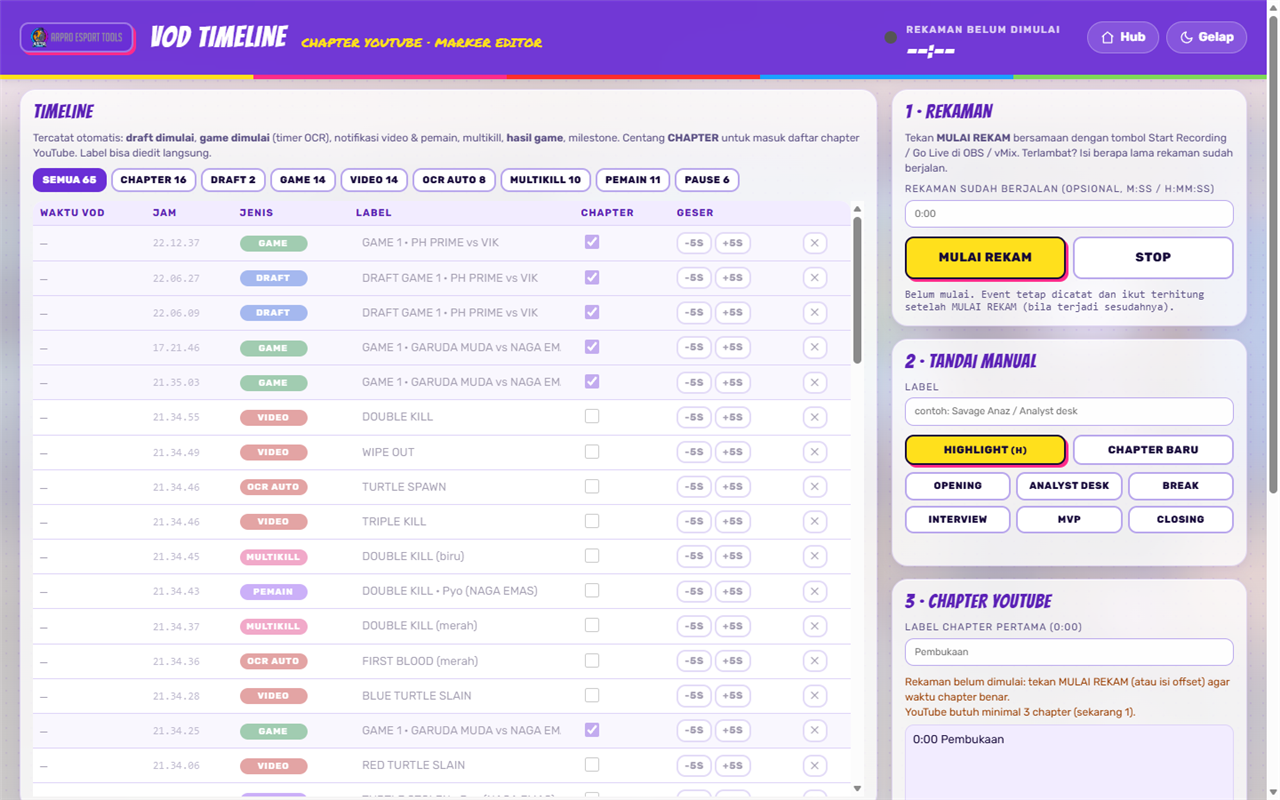 ARPRO ESPORT TOOLS
VOD TIMELINE
CHAPTER YOUTUBE · MARKER EDITOR
REKAMAN BELUM DIMULAI
--:--
Hub
Gelap
TIMELINE
Tercatat otomatis: draft dimulai, game dimulai (timer OCR), notifikasi video & pemain, multikill, hasil game, milestone. Centang CHAPTER untuk masuk daftar chapter
YouTube. Label bisa diedit langsung.
SEMUA 65 CHAPTER 16 DRAFT 2 GAME 14 VIDEO 14 OCR AUTO 8 MULTIKILL 10 PEMAIN 11 PAUSE 6
WAKTU VOD JAM JENIS LABEL CHAPTER GESER
– 22.12.37 GAME GAME 1 • PH PRIME vs VIK -5S +5S ×
– 22.06.27 DRAFT DRAFT GAME 1 • PH PRIME vs VIK -5S +5S ×
– 22.06.09 DRAFT DRAFT GAME 1 • PH PRIME vs VIK -5S +5S ×
– 17.21.46 GAME GAME 1 • GARUDA MUDA vs NAGA EM -5S +5S ×
– 21.35.03 GAME GAME 1 • GARUDA MUDA vs NAGA EM -5S +5S ×
– 21.34.55 VIDEO DOUBLE KILL -5S +5S ×
– 21.34.49 VIDEO WIPE OUT -5S +5S ×
– 21.34.46 OCR AUTO TURTLE SPAWN -5S +5S ×
– 21.34.46 VIDEO TRIPLE KILL -5S +5S ×
– 21.34.45 MULTIKILL DOUBLE KILL (biru) -5S +5S ×
– 21.34.43 PEMAIN DOUBLE KILL • Pyo (NAGA EMAS) -5S +5S ×
– 21.34.37 MULTIKILL DOUBLE KILL (merah) -5S +5S ×
– 21.34.36 OCR AUTO FIRST BLOOD (merah) -5S +5S ×
– 21.34.28 VIDEO BLUE TURTLE SLAIN -5S +5S ×
– 21.34.25 GAME GAME 1 • GARUDA MUDA vs NAGA EM -5S +5S ×
– 21.34.06 VIDEO RED TURTLE SLAIN -5S +5S ×
1 · REKAMAN
Tekan MULAI REKAM bersamaan dengan tombol Start Recording
/ Go Live di OBS / vMix. Terlambat? Isi berapa lama rekaman sudah
berjalan.
REKAMAN SUDAH BERJALAN (OPSIONAL, M:SS / H:MM:SS)
0:00
MULAI REKAM STOP
Belum mulai. Event tetap dicatat dan ikut terhitung
setelah MULAI REKAM (bila terjadi sesudahnya).
2 · TANDAI MANUAL
LABEL
contoh: Savage Anaz / Analyst desk
HIGHLIGHT (H) CHAPTER BARU
OPENING ANALYST DESK BREAK
INTERVIEW MVP CLOSING
3 · CHAPTER YOUTUBE
LABEL CHAPTER PERTAMA (0:00)
Pembukaan
Rekaman belum dimulai: tekan MULAI REKAM (atau isi offset) agar
waktu chapter benar.
YouTube butuh minimal 3 chapter (sekarang 1).
0:00 Pembukaan